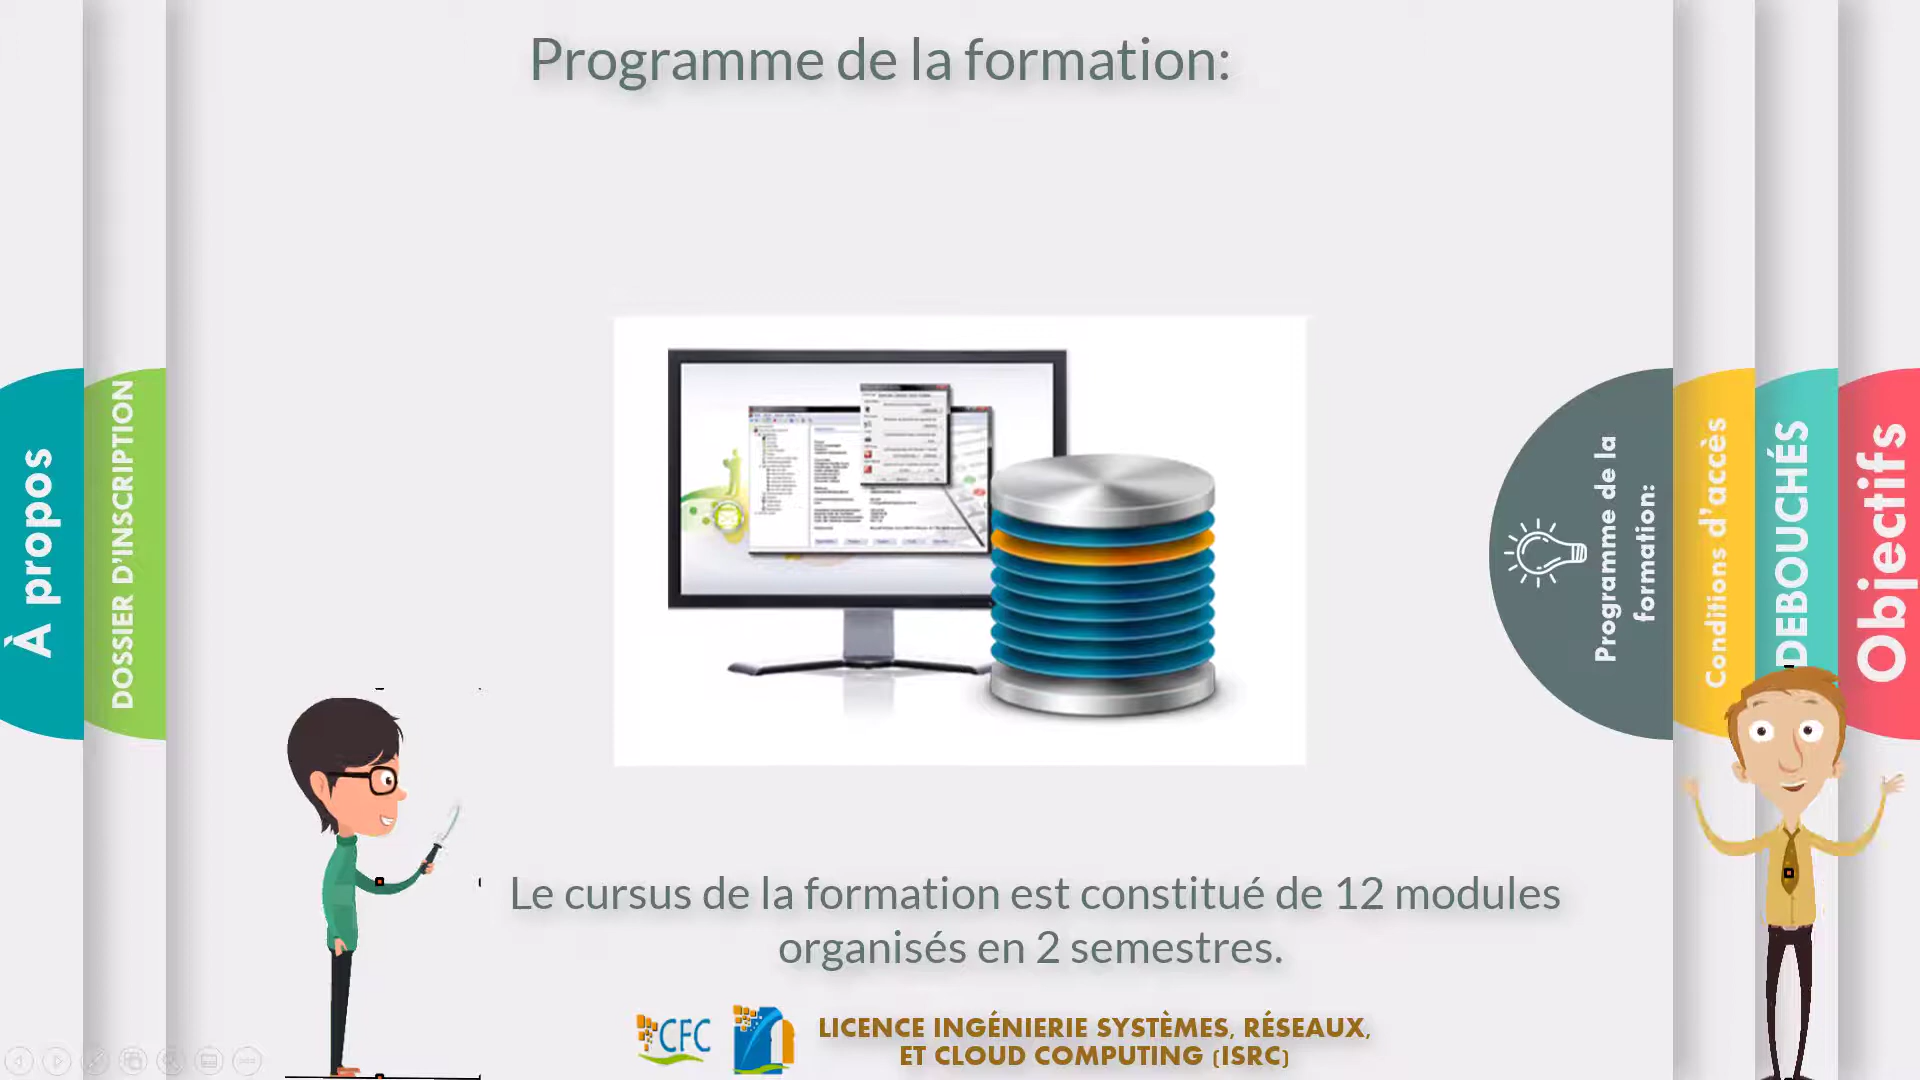 Programme de la formation:
À propos
DOSSIER D'INSCRIPTION
Programme de la
formation:
Conditions d'accès
DEBOUCHÉS
Objectifs
Le cursus de la formation est constitué de 12 modules
organisés en 2 semestres.
CFC
LICENCE INGÉNIERIE SYSTÈMES, RÉSEAUX,
ET CLOUD COMPUTING (ISRC)